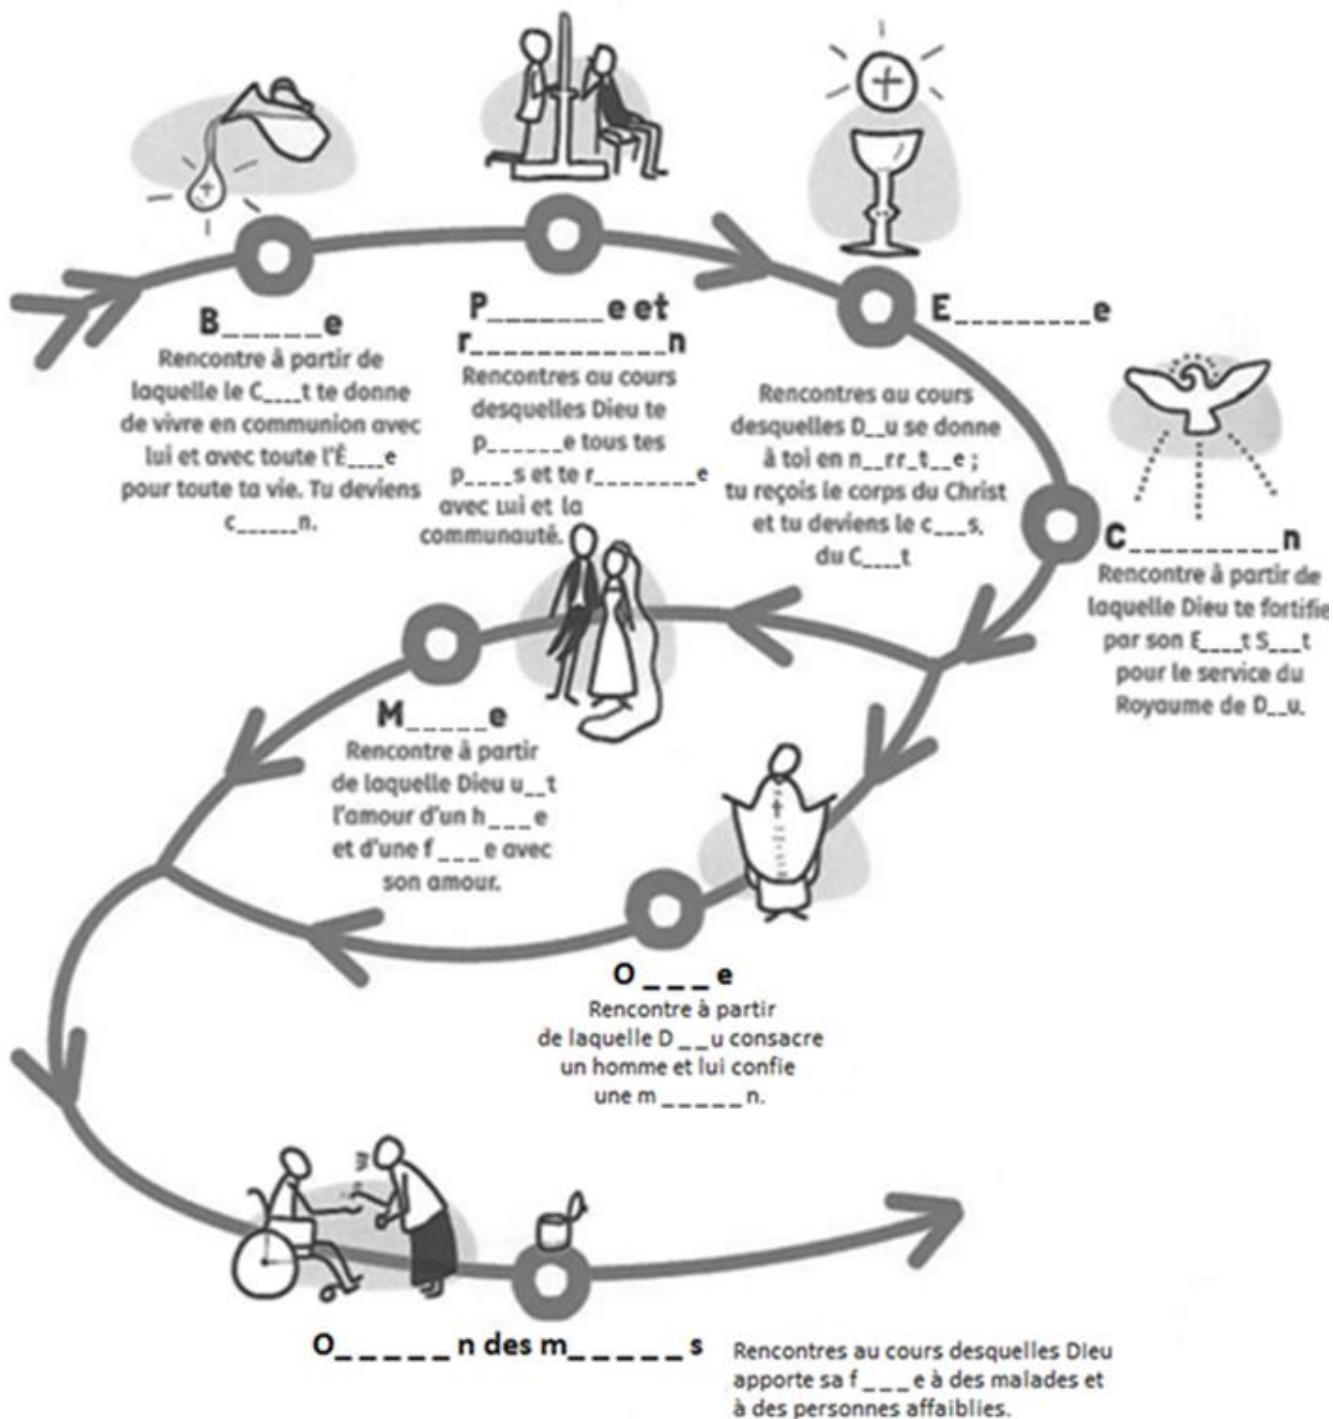 B_____e
Rencontre à partir de
laquelle le C____t te donne
de vivre en communion avec
lui et avec toute l'É____e
pour toute ta vie. Tu deviens
c______n.
P_______e et
r____________n
Rencontres au cours
desquelles Dieu te
p______e tous tes
p____s et te r________e
avec Lui et la
communauté.
E_________e
Rencontres au cours
desquelles D__u se donne
à toi en n__rr_t__e ;
tu reçois le corps du Christ
et tu deviens le c___s.
du C____t
C__________n
Rencontre à partir de
laquelle Dieu te fortifie
par son E____t S___t
pour le service du
Royaume de D__u.
M_____e
Rencontre à partir
de laquelle Dieu u__t
l'amour d'un h___e
et d'une f___e avec
son amour.
O___e
Rencontre à partir
de laquelle D__u consacre
un homme et lui confie
une m_____n.
O_____n des m_____s
Rencontres au cours desquelles Dieu
apporte sa f___e à des malades et
à des personnes affaiblies.